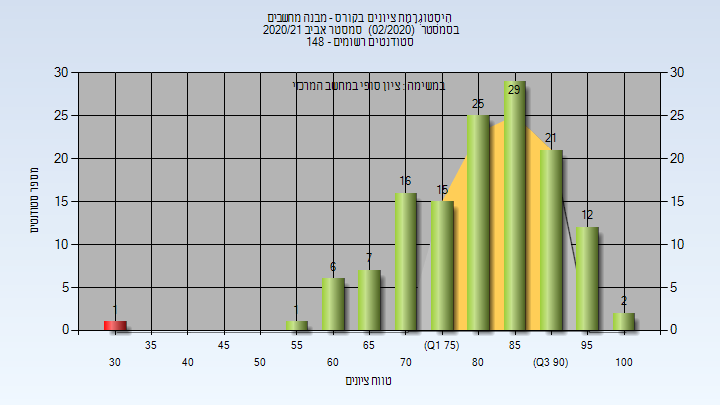 היסטוגרמת ציונים בקורס - מבנה מחשבים
בסמסטר (02/2020) סמסטר אביב 2020/21
סטודנטים רשומים - 148
במשימה : ציון סופי במחשב המרכזי
30 30
25 25
20 20
15 15
10 10
5 5
0 0
מספר סטודנטים
1 1 6 7 16 15 25 29 21 12 2
35 45 55 65 (Q1 75) 85 95
30 40 50 60 70 80 (Q3 90) 100
טווח ציונים